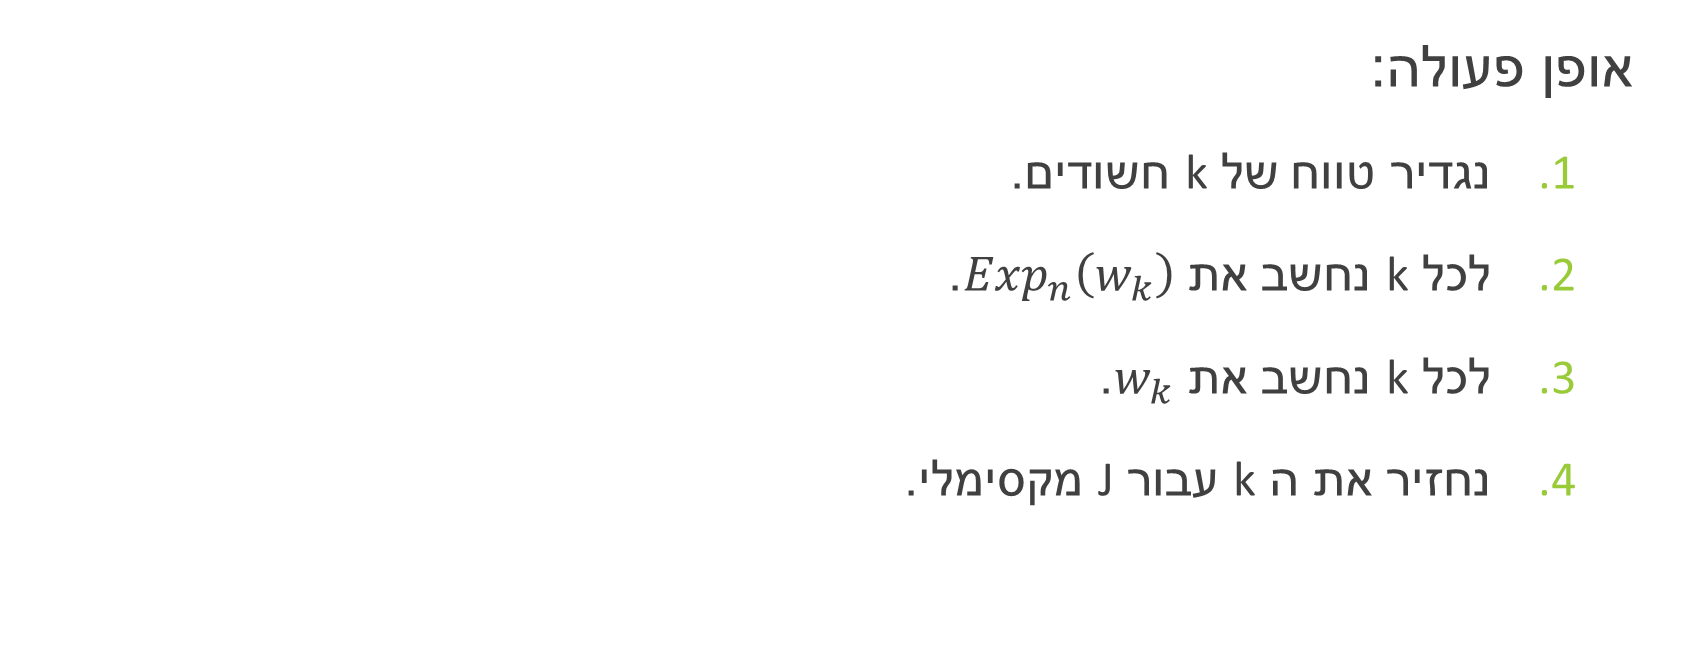 אופן פעולה:
1. נגדיר טווח של k חשודים.
2. לכל k נחשב את $Exp_n(w_k)$.
3. לכל k נחשב את $w_k$.
4. נחזיר את ה k עבור J מקסימלי.